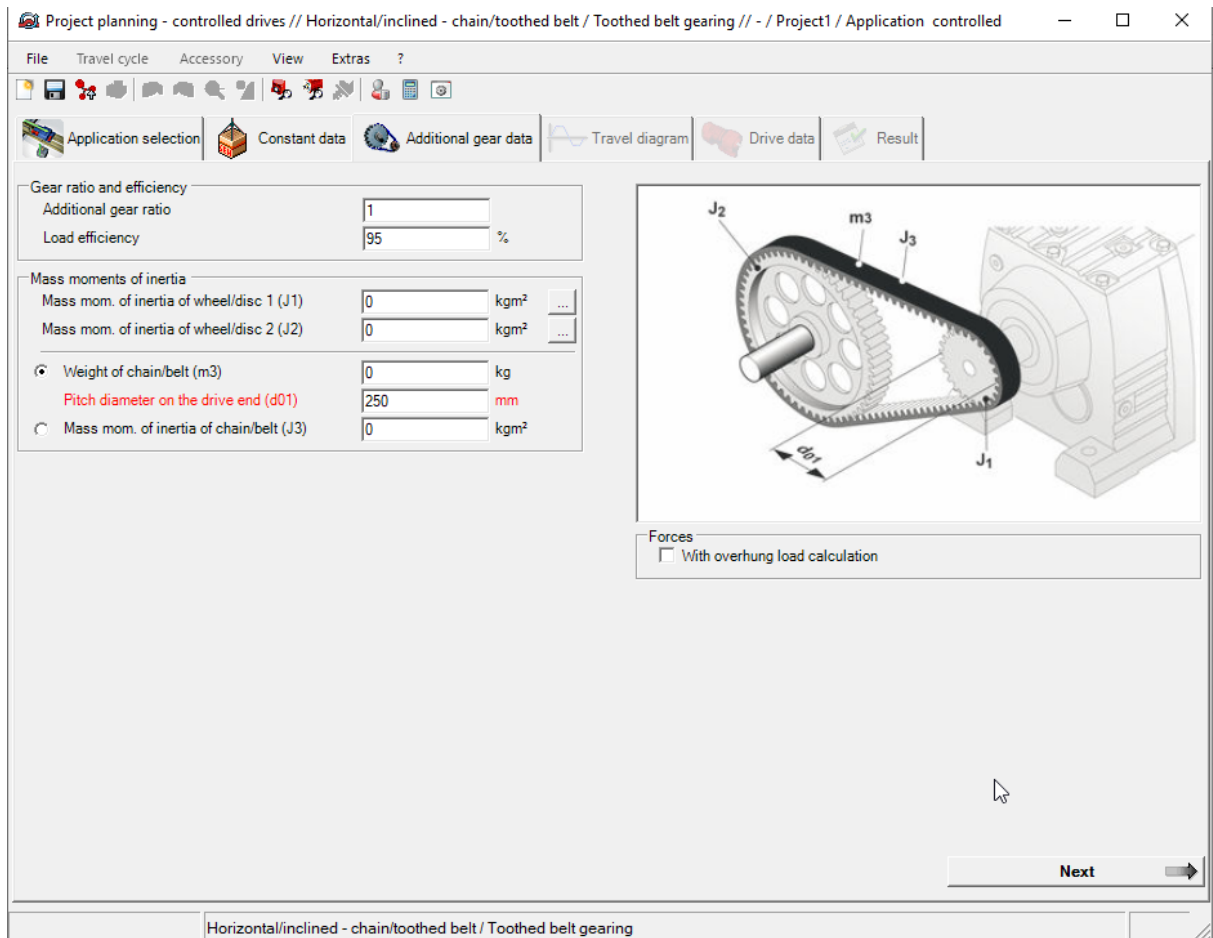 Project planning - controlled drives // Horizontal/inclined - chain/toothed belt / Toothed belt gearing // - / Project1 / Application  controlled
File Travel cycle Accessory View Extras ?
Application selection Constant data Additional gear data Travel diagram Drive data Result
Gear ratio and efficiency
Additional gear ratio 1
Load efficiency 95 %
Mass moments of inertia
Mass mom. of inertia of wheel/disc 1 (J1) 0 kgm² ...
Mass mom. of inertia of wheel/disc 2 (J2) 0 kgm² ...
Weight of chain/belt (m3) 0 kg
Pitch diameter on the drive end (d01) 250 mm
Mass mom. of inertia of chain/belt (J3) 0 kgm²
J2
m3
J3
d01
J1
Forces
With overhung load calculation
Next
Horizontal/inclined - chain/toothed belt / Toothed belt gearing